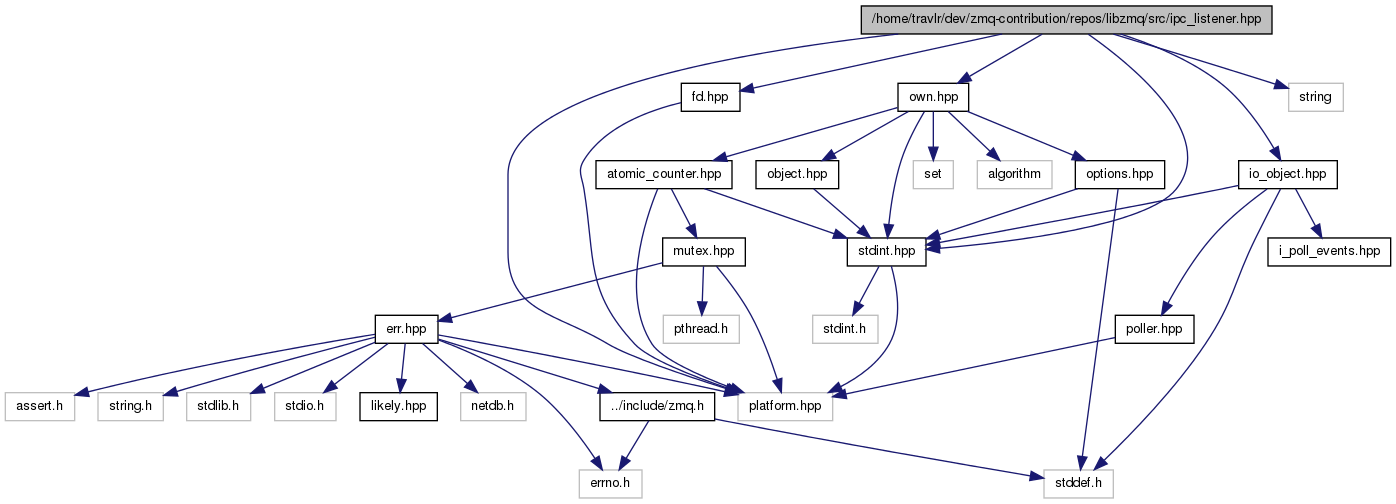 /home/travlr/dev/zmq-contribution/repos/libzmq/src/ipc_listener.hpp
fd.hpp
own.hpp
string
atomic_counter.hpp
object.hpp
set
algorithm
options.hpp
io_object.hpp
mutex.hpp
stdint.hpp
i_poll_events.hpp
err.hpp
pthread.h
stdint.h
poller.hpp
assert.h
string.h
stdlib.h
stdio.h
likely.hpp
netdb.h
../include/zmq.h
platform.hpp
errno.h
stddef.h